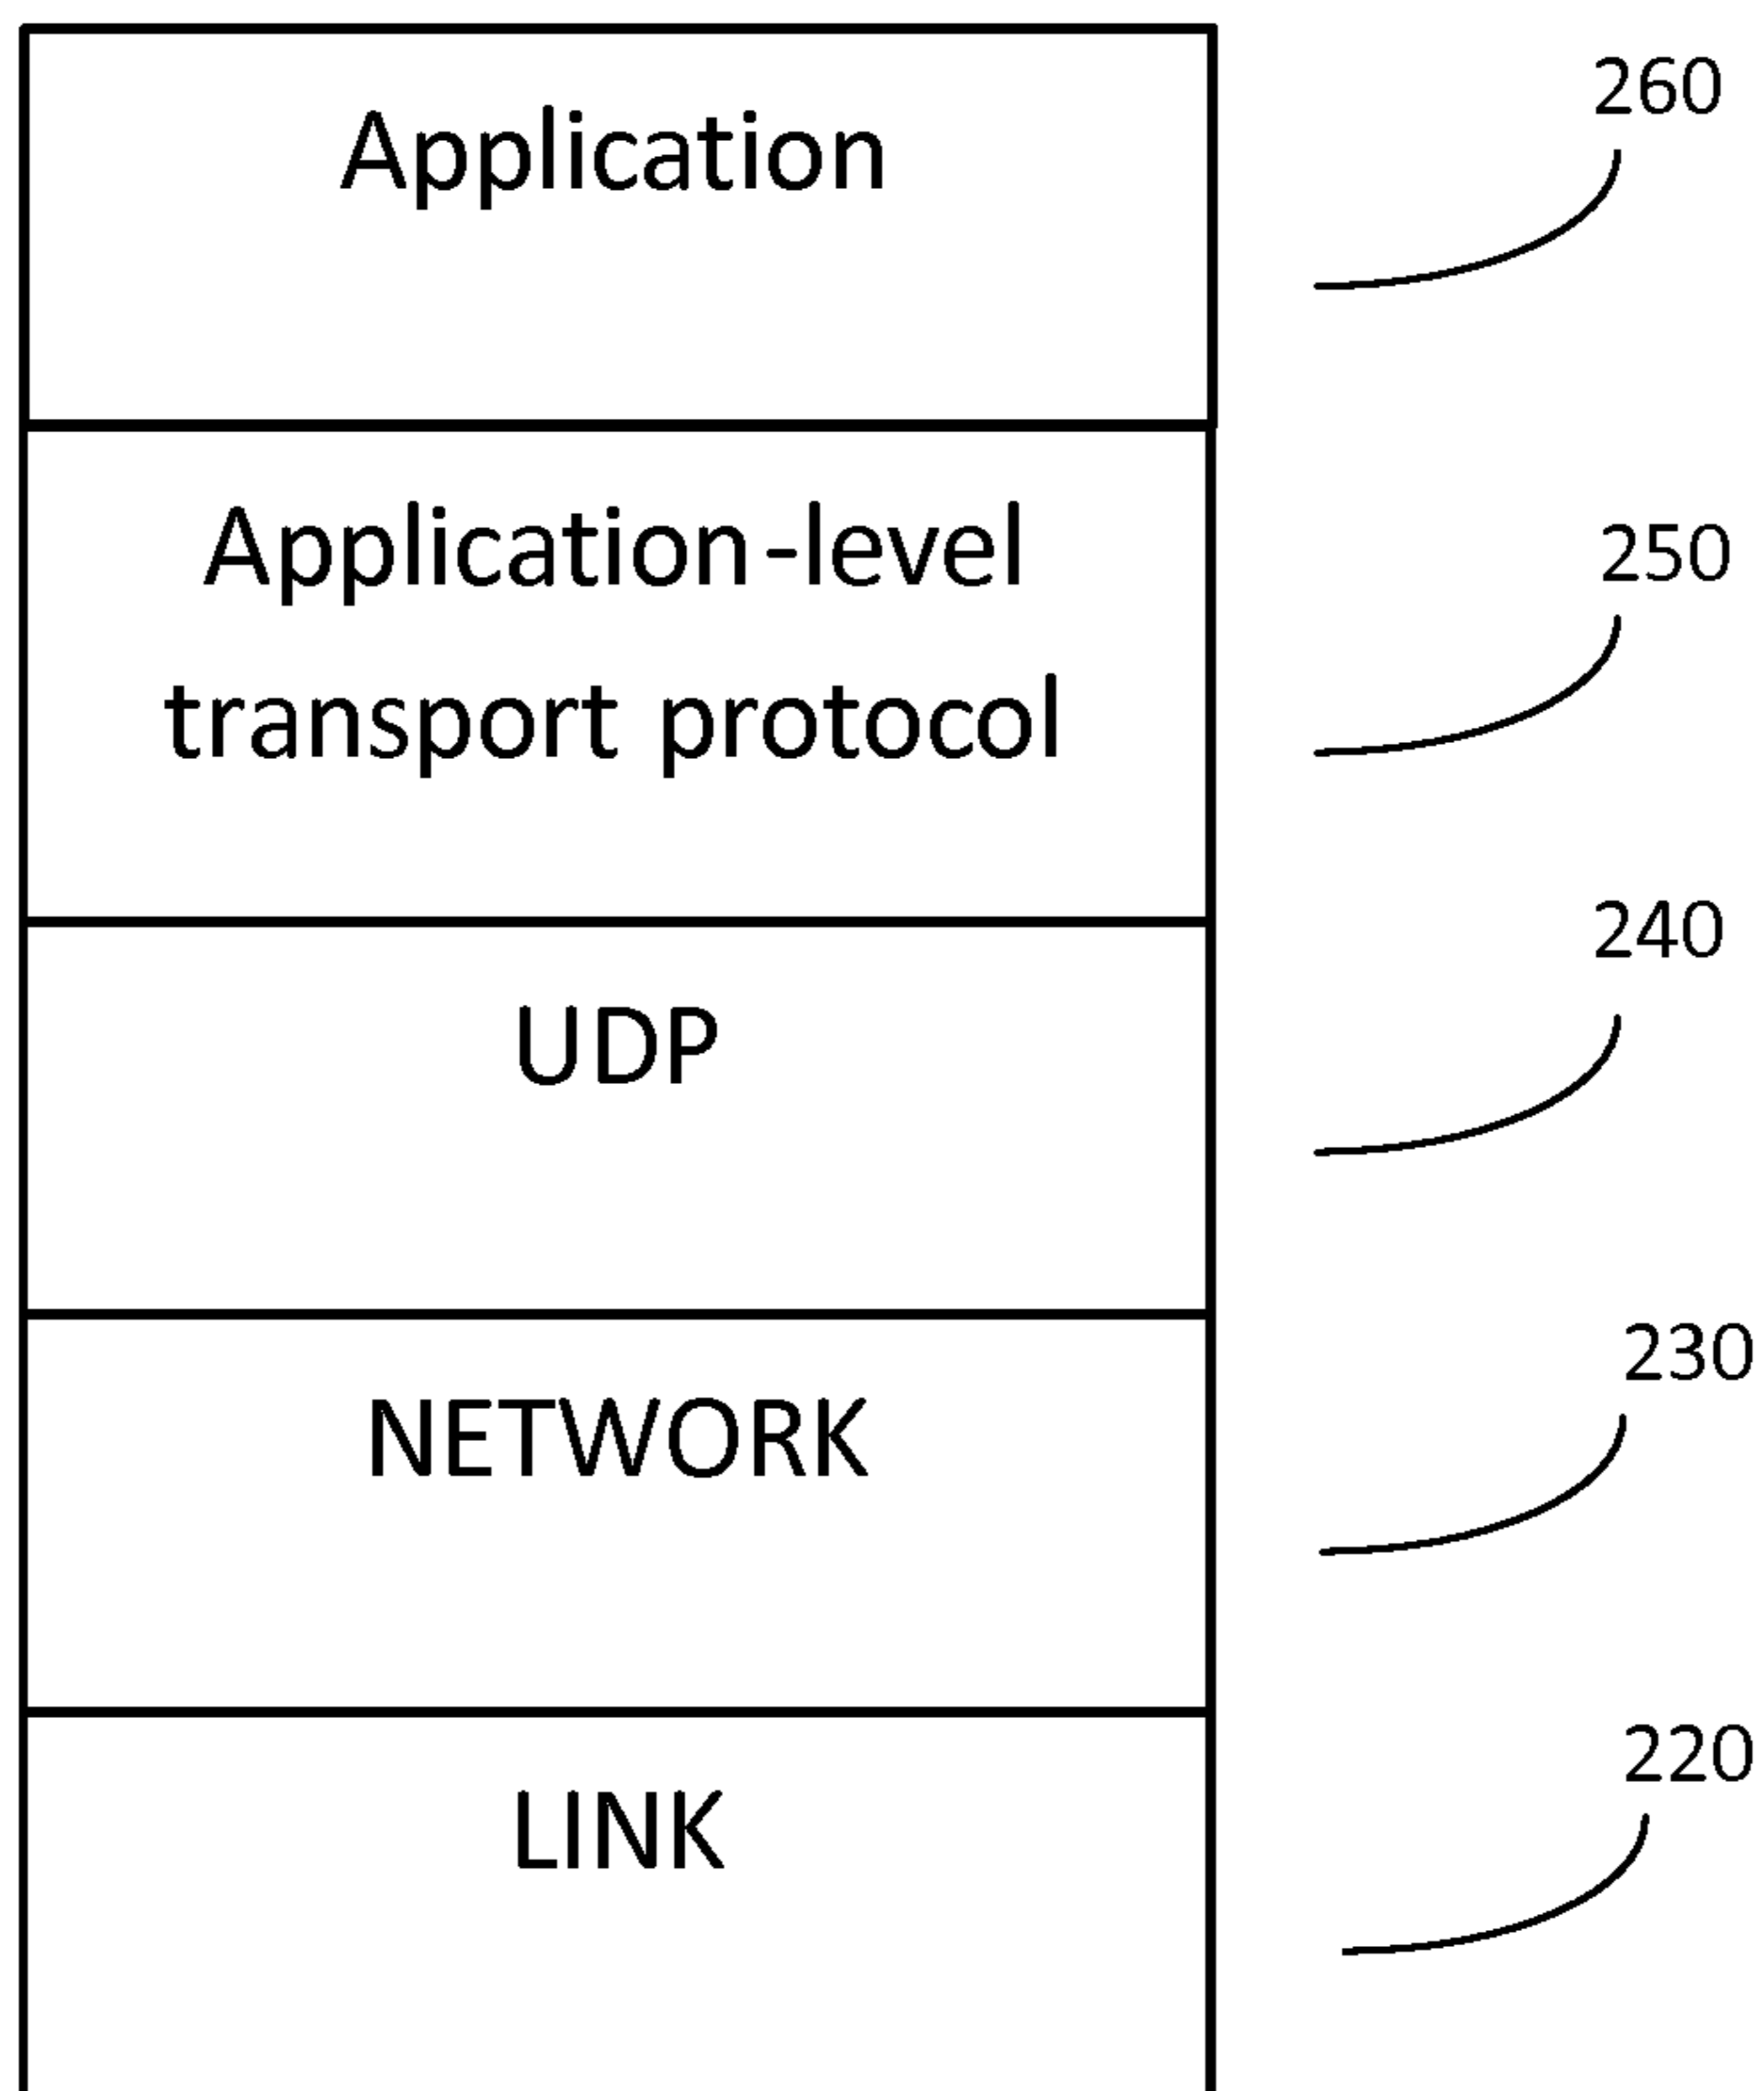 Application
260
Application-level
transport protocol
250
UDP
240
NETWORK
230
LINK
220